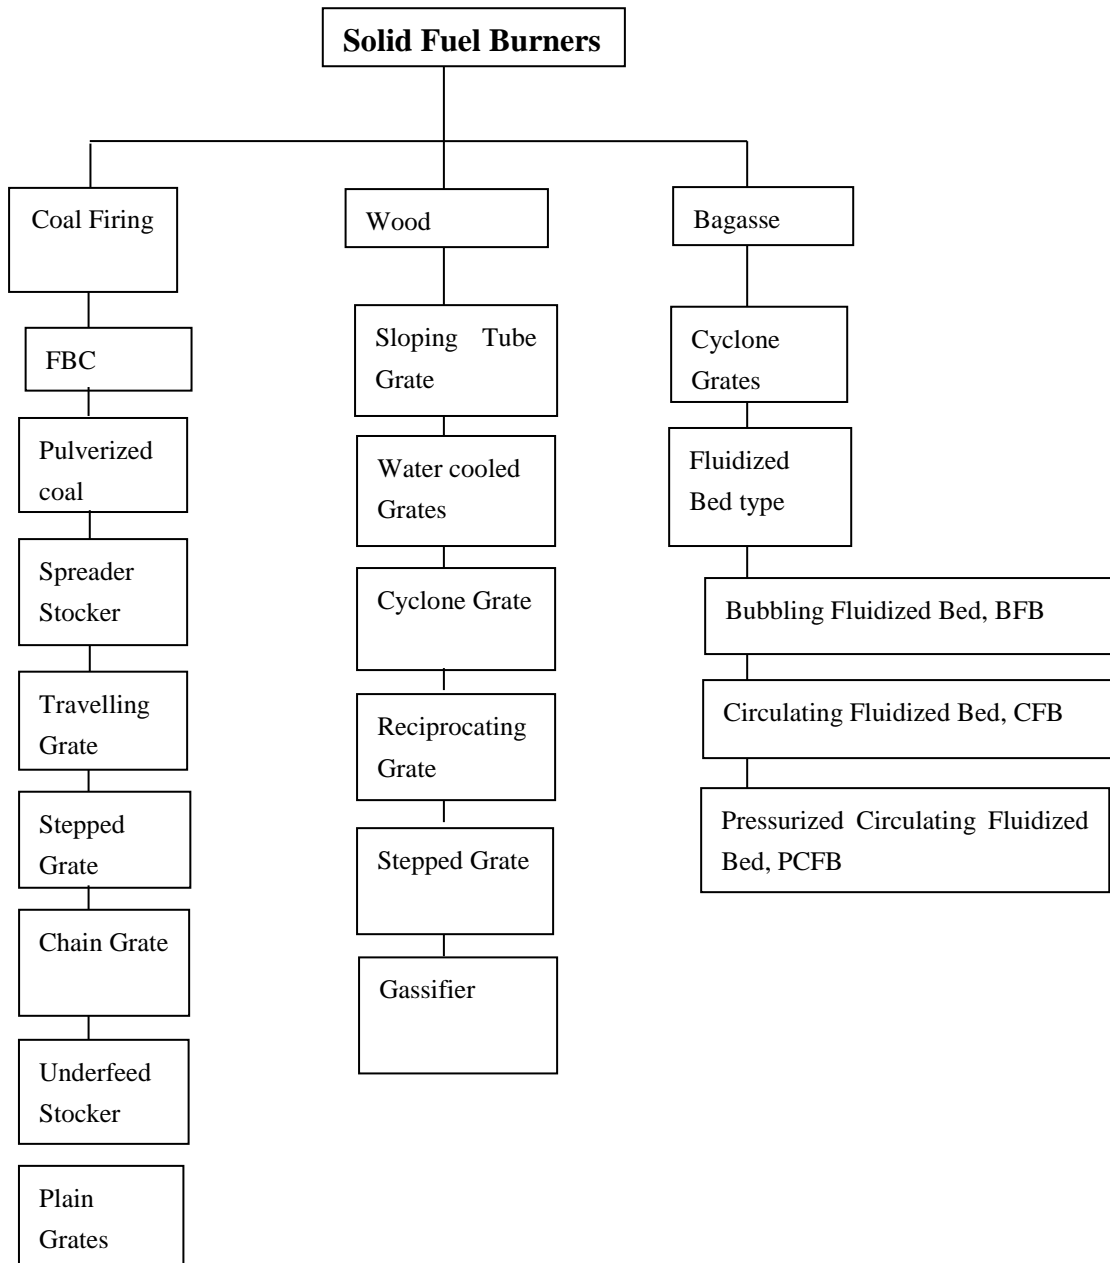 Solid Fuel Burners
Coal Firing
FBC
Pulverized
coal
Spreader
Stocker
Travelling
Grate
Stepped
Grate
Chain Grate
Underfeed
Stocker
Plain
Grates
Wood
Sloping Tube
Grate
Water cooled
Grates
Cyclone Grate
Reciprocating
Grate
Stepped Grate
Gassifier
Bagasse
Cyclone
Grates
Fluidized
Bed type
Bubbling Fluidized Bed, BFB
Circulating Fluidized Bed, CFB
Pressurized Circulating Fluidized
Bed, PCFB